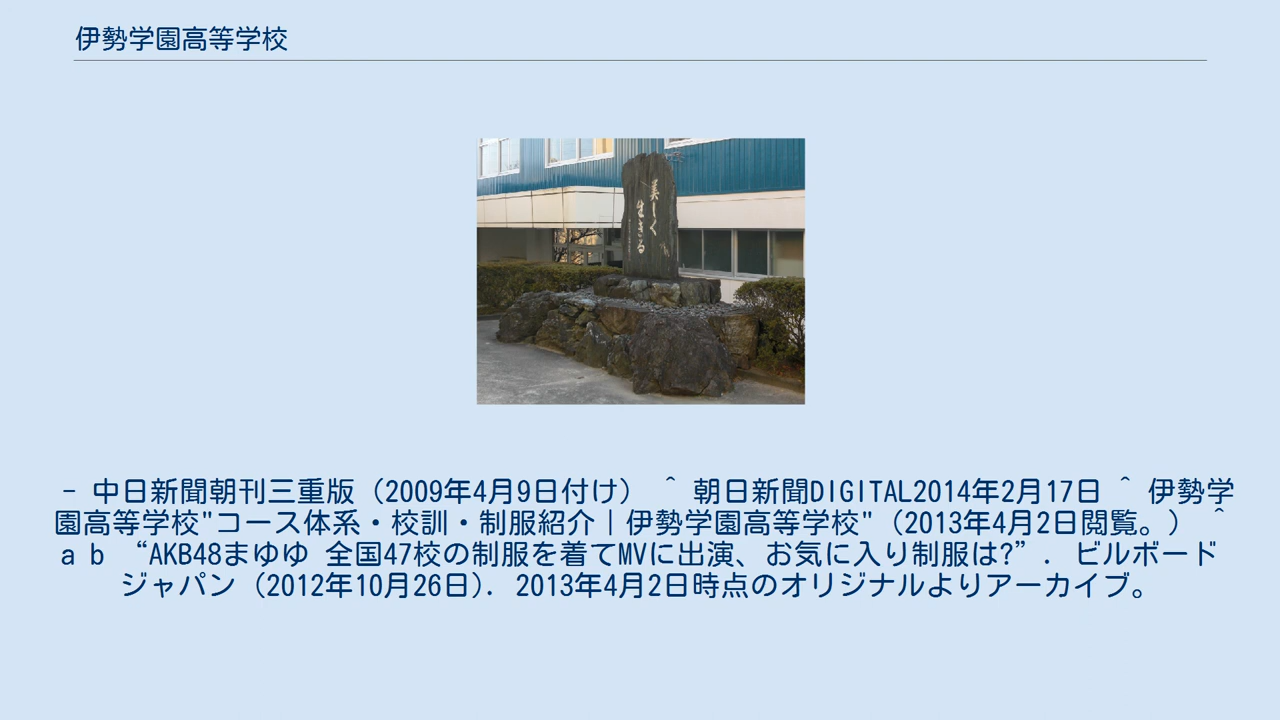 伊勢学園高等学校
美しく
生きる
- 中日新聞朝刊三重版（2009年4月9日付け） ^ 朝日新聞DIGITAL2014年2月17日 ^ 伊勢学
園高等学校"コース体系・校訓・制服紹介｜伊勢学園高等学校"（2013年4月2日閲覧。） ^
a b “AKB48まゆゆ 全国47校の制服を着てMVに出演、お気に入り制服は?”. ビルボード
ジャパン（2012年10月26日）. 2013年4月2日時点のオリジナルよりアーカイブ。